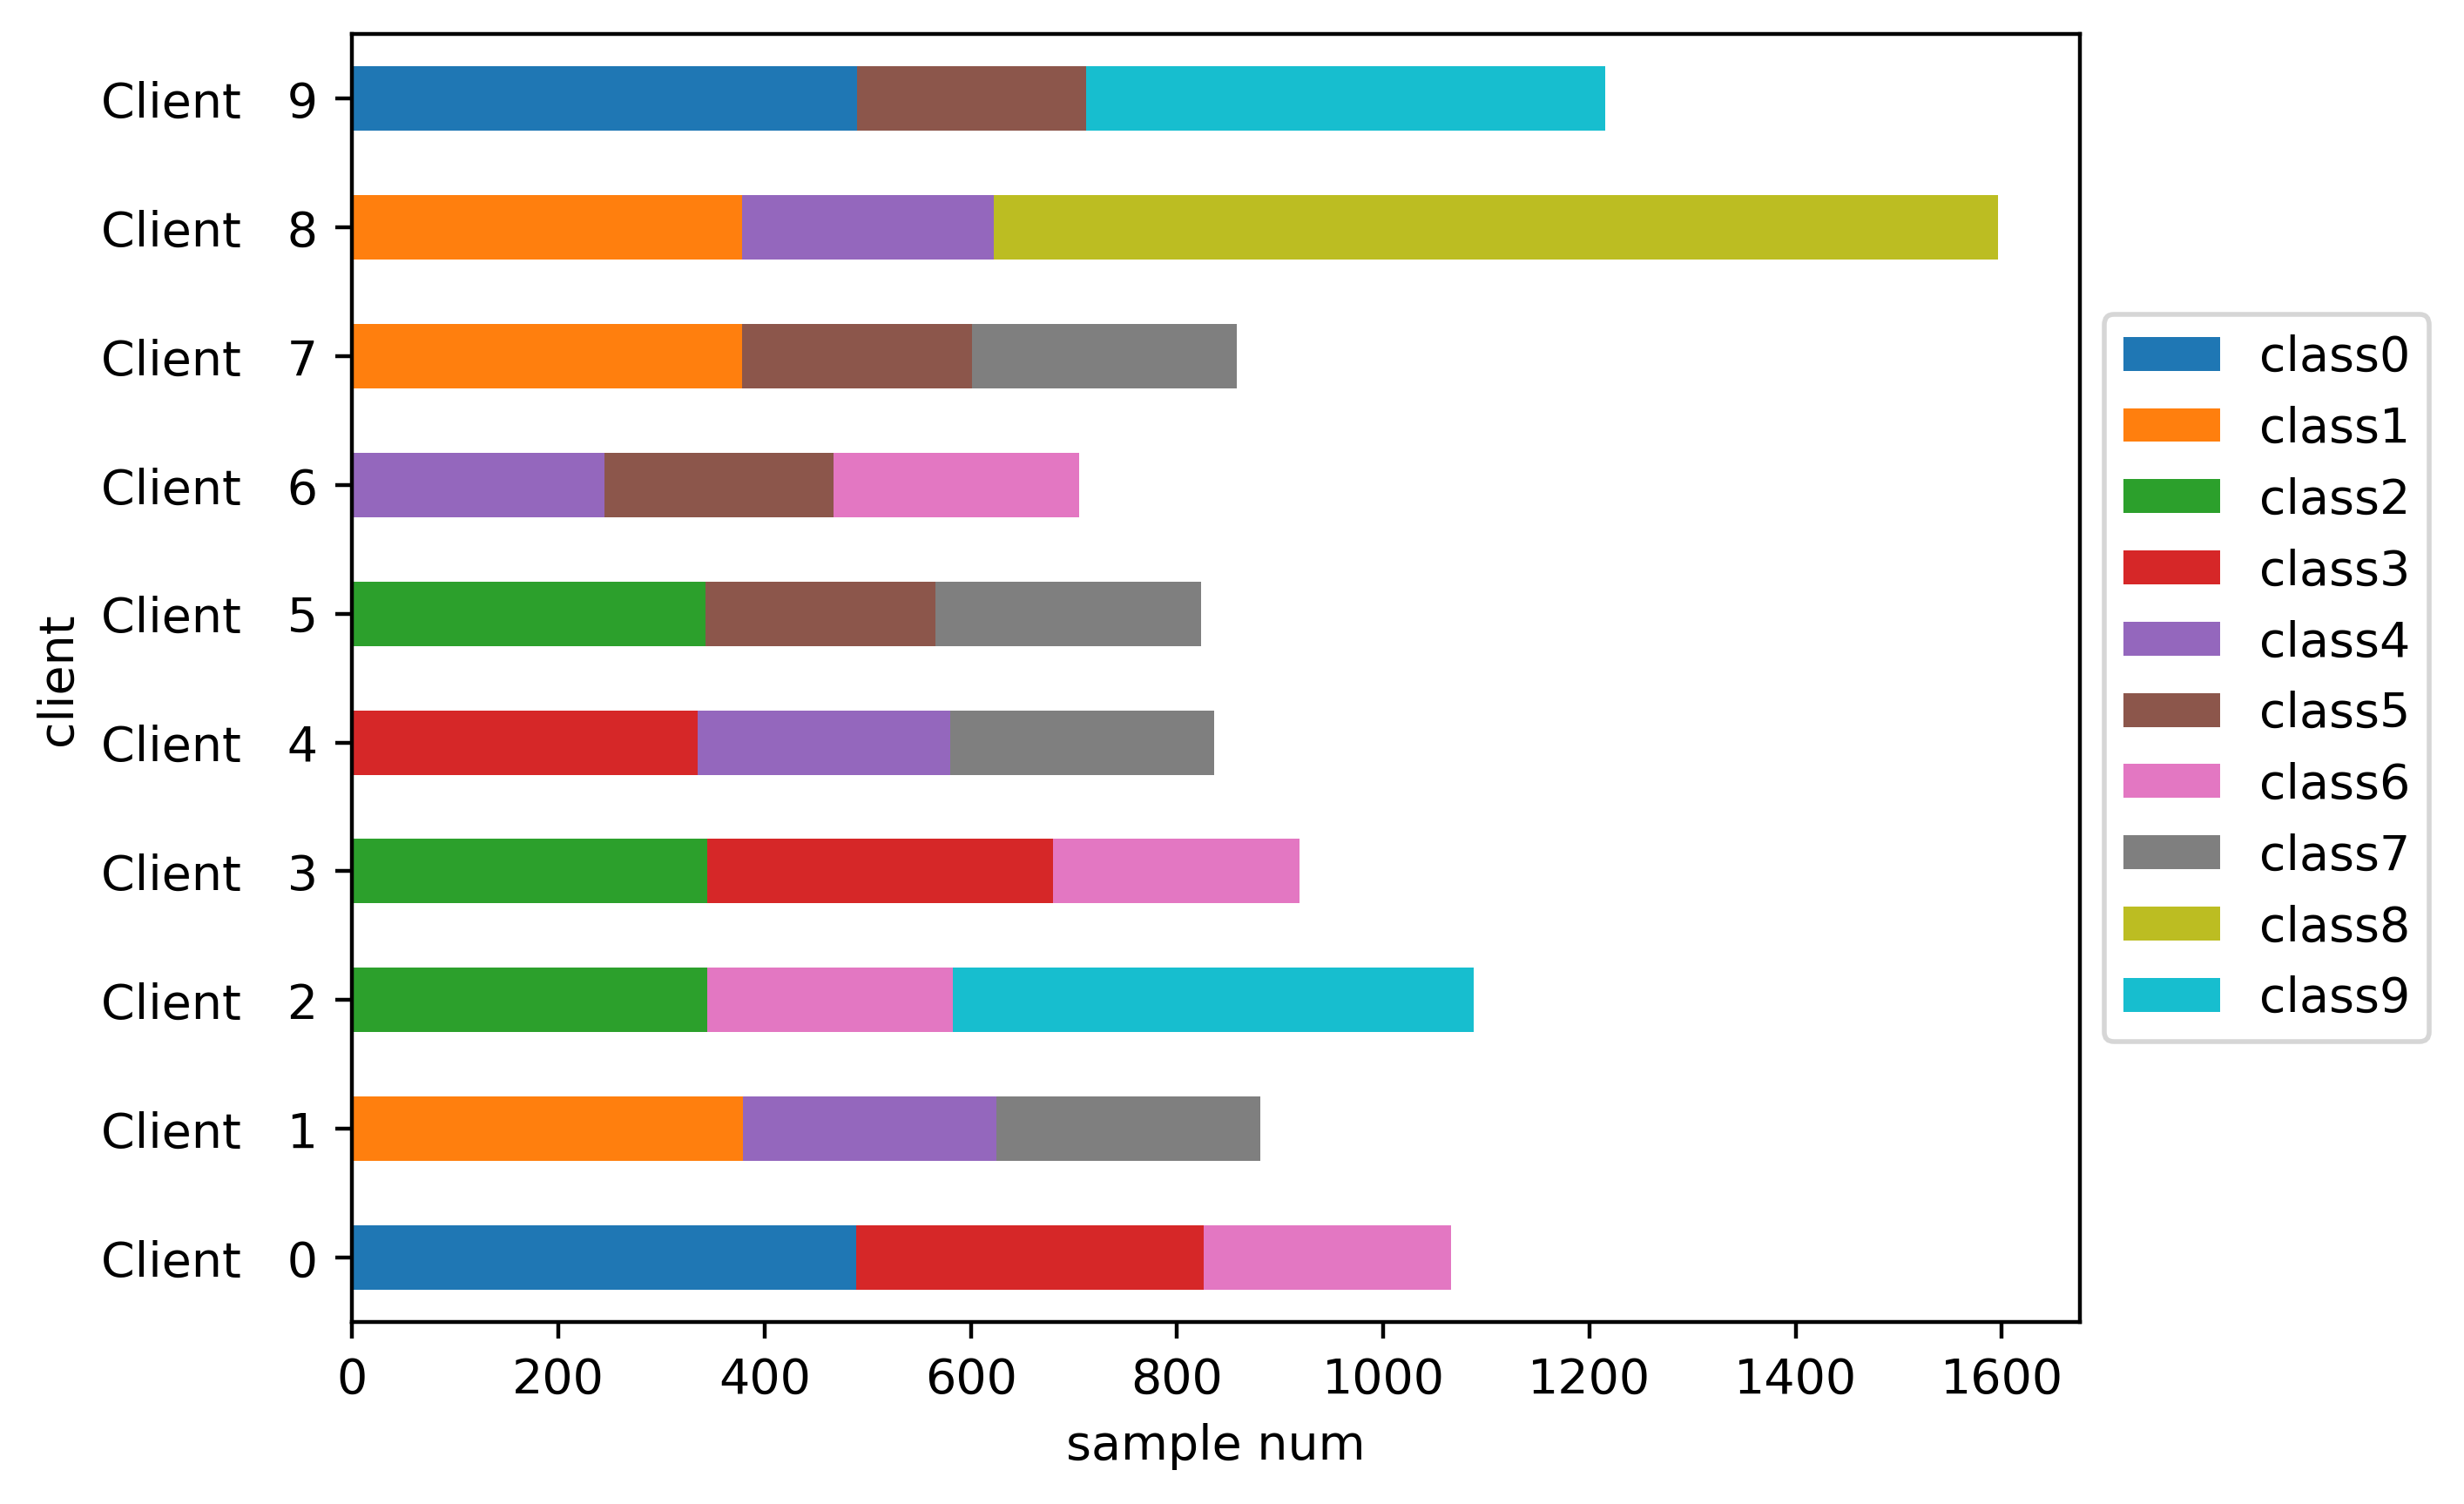 Client 9
Client 8
Client 7
Client 6
Client 5
Client 4
Client 3
Client 2
Client 1
Client 0
client
0 200 400 600 800 1000 1200 1400 1600
sample num
class0
class1
class2
class3
class4
class5
class6
class7
class8
class9